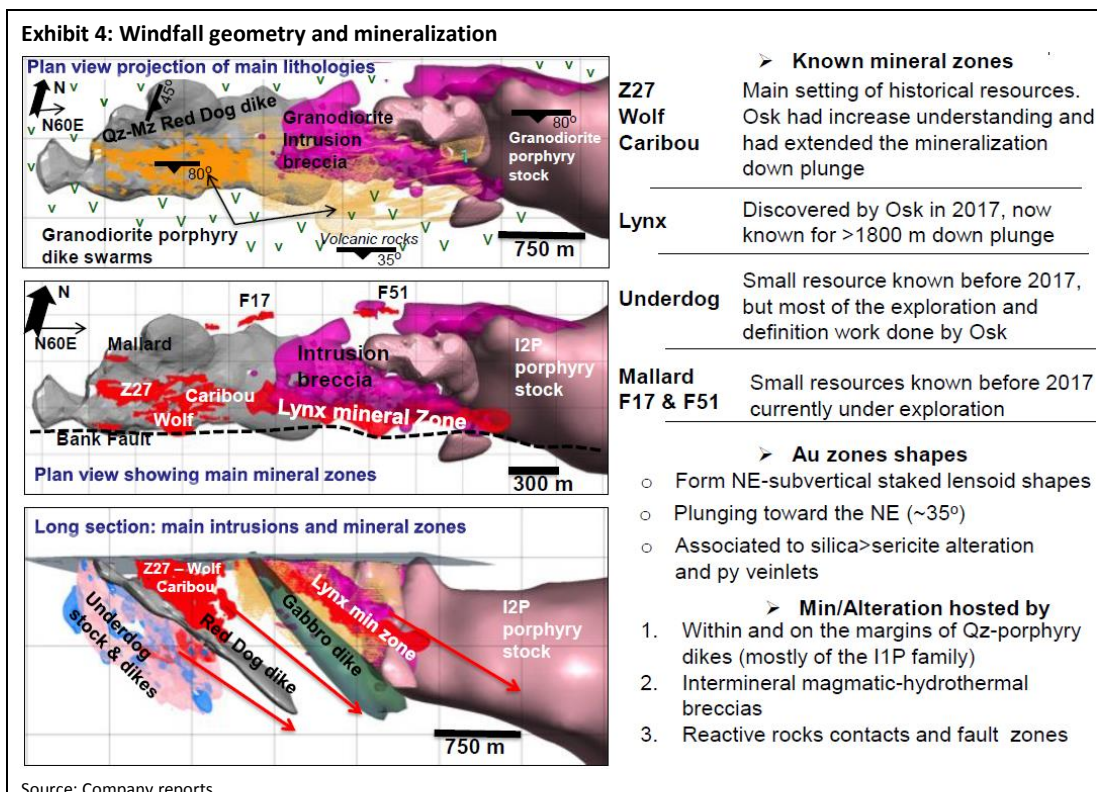 Exhibit 4: Windfall geometry and mineralization
Plan view projection of main lithologies
N
N60E
45º
Qz-Mz Red Dog dike
Granodiorite
Intrusion
breccia
80º
Granodiorite
porphyry
stock
80º
Granodiorite porphyry
dike swarms
Volcanic rocks
35º
750 m
N
N60E
F17
F51
Mallard
Z27
Caribou
Wolf
Bank Fault
Intrusion
breccia
Lynx mineral Zone
I2P
porphyry
stock
Plan view showing main mineral zones
300 m
Long section: main intrusions and mineral zones
Z27 – Wolf
Caribou
Underdog
stock & dikes
Red Dog dike
Gabbro dike
Lynx min zone
I2P
porphyry
stock
750 m
➢ Known mineral zones
Z27 Main setting of historical resources.
Wolf Osk had increase understanding and
Caribou had extended the mineralization
down plunge
Lynx Discovered by Osk in 2017, now
known for >1800 m down plunge
Underdog Small resource known before 2017,
but most of the exploration and
definition work done by Osk
Mallard Small resources known before 2017
F17 & F51 currently under exploration
➢ Au zones shapes
o Form NE-subvertical staked lensoid shapes
o Plunging toward the NE (~35º)
o Associated to silica>sericite alteration
and py veinlets
➢ Min/Alteration hosted by
1. Within and on the margins of Qz-porphyry
dikes (mostly of the I1P family)
2. Intermineral magmatic-hydrothermal
breccias
3. Reactive rocks contacts and fault zones
Source: Company reports